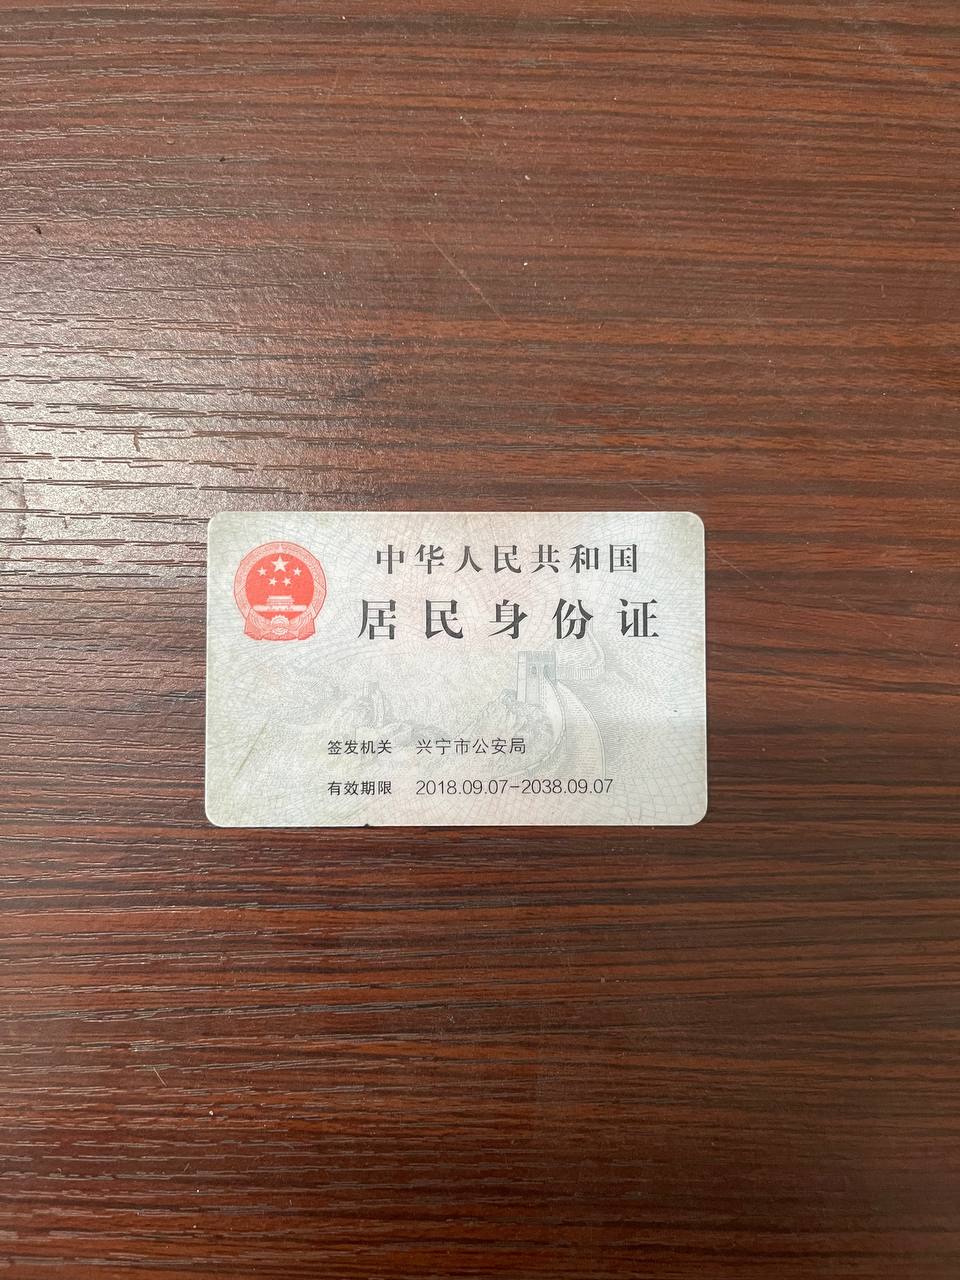 中华人民共和国
居民身份证
签发机关 兴宁市公安局
有效期限 2018.09.07-2038.09.07